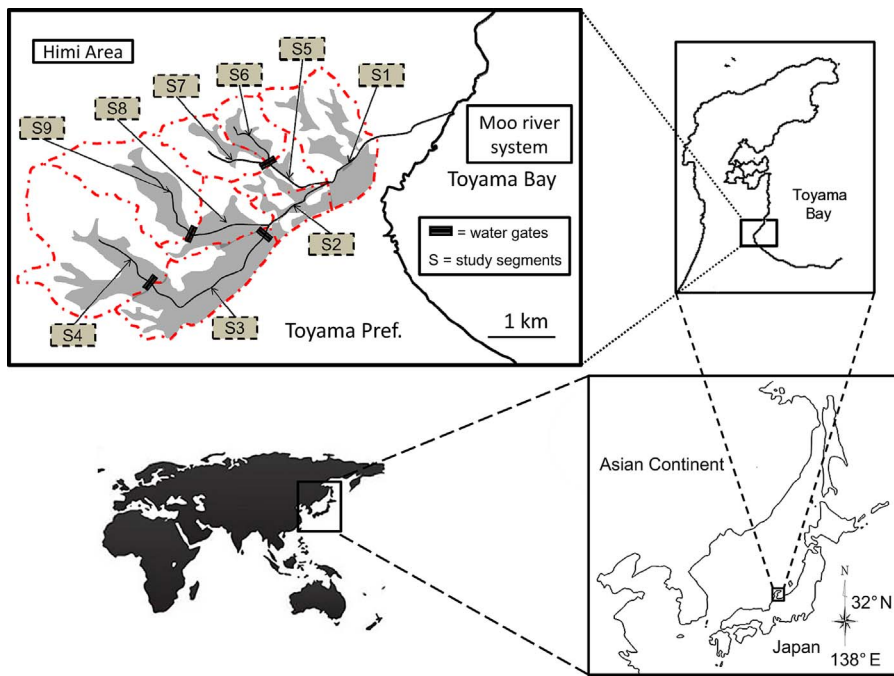 Himi Area
S5
S6
S7
S1
S8
S9
Moo river
system
Toyama Bay
= water gates
S = study segments
S2
S4
S3
Toyama Pref.
1 km
Toyama
Bay
Asian Continent
N
32° N
Japan
138° E